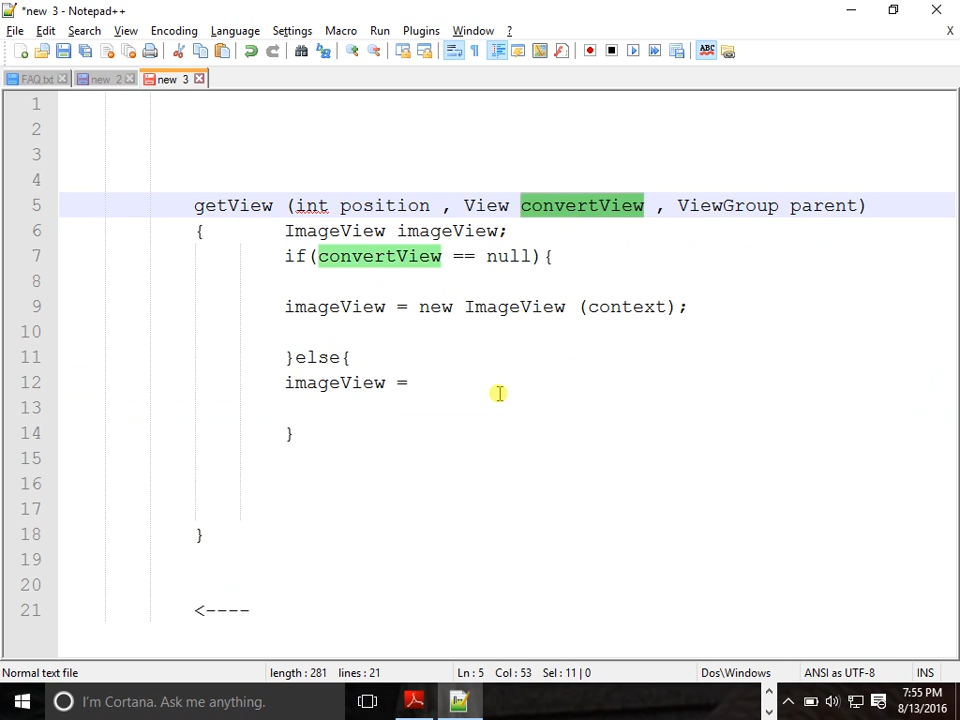 *new 3 - Notepad++
File Edit Search View Encoding Language Settings Macro Run Plugins Window ? X
ABC
FAQ.txt new 2 new 3
1
2
3
4
5 getView (int position , View convertView , ViewGroup parent)
6 { ImageView imageView;
7 if(convertView == null){
8
9 imageView = new ImageView (context);
10
11 }else{
12 imageView =
13
14 }
15
16
17
18 }
19
20
21 <----
Normal text file length : 281 lines : 21 Ln : 5 Col : 53 Sel : 11 | 0 Dos\Windows ANSI as UTF-8 INS
I'm Cortana. Ask me anything. 7:55 PM
8/13/2016